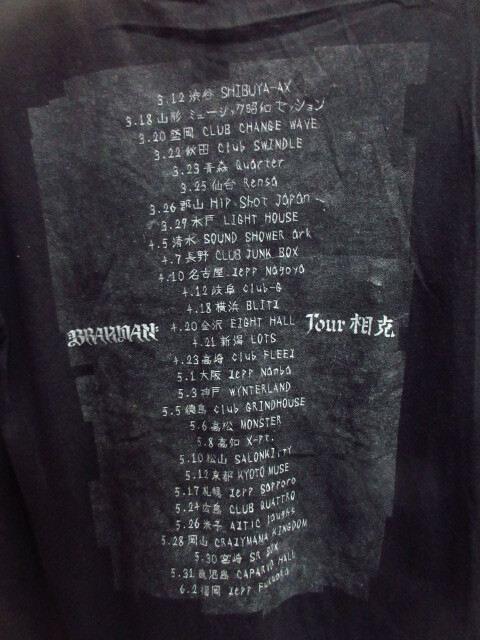 3.12 渋谷 SHIBUYA-AX
3.18 山形 ミュージック昭和セッション
3.20 盛岡 CLUB CHANGE WAVE
3.22 秋田 Club SWINDLE
3.23 青森 Quarter
3.25 仙台 Rensa
3.26 郡山 Hip Shot Japan
3.29 水戸 LIGHT HOUSE
4.5 清水 SOUND SHOWER ark
4.7 長野 CLUB JUNK BOX
4.10 名古屋 Zepp Nagoya
4.12 岐阜 Club-G
4.18 横浜 BLITZ
BRAHMAN 4.20 金沢 EIGHT HALL Tour 相克
4.21 新潟 LOTS
4.23 高崎 Club FLEEZ
5.1 大阪 Zepp Namba
5.3 神戸 WYNTERLAND
5.5 徳島 Club GRINDHOUSE
5.6 高松 MONSTER
5.8 高知 X-pt.
5.10 松山 SALONKITTY
5.12 京都 KYOTO MUSE
5.17 札幌 Zepp Sapporo
5.24 広島 CLUB QUATTRO
5.26 米子 AZTIC laughs
5.28 岡山 CRAZYMAMA KINGDOM
5.30 宮崎 SR BOX
5.31 鹿児島 CAPARVO HALL
6.2 福岡 Zepp Fukuoka